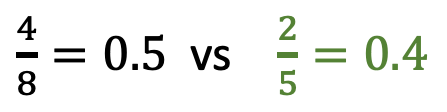 4/8 = 0.5 vs 2/5 = 0.4